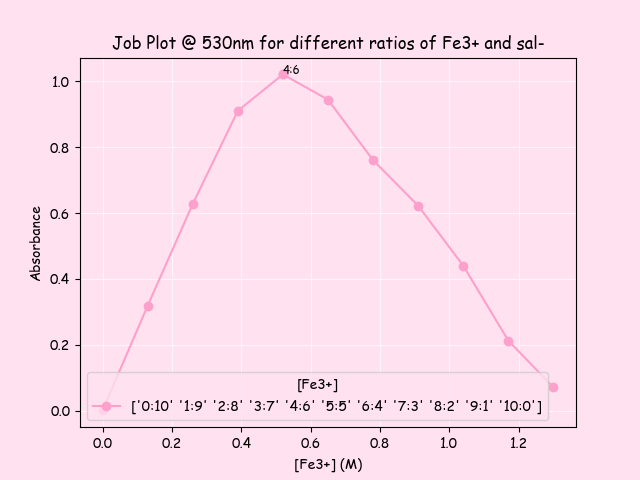 Job Plot @ 530nm for different ratios of Fe3+ and sal-
4:6
1.0
0.8
0.6
0.4
0.2
0.0
Absorbance
[Fe3+]
['0:10' '1:9' '2:8' '3:7' '4:6' '5:5' '6:4' '7:3' '8:2' '9:1' '10:0']
0.0 0.2 0.4 0.6 0.8 1.0 1.2
[Fe3+] (M)